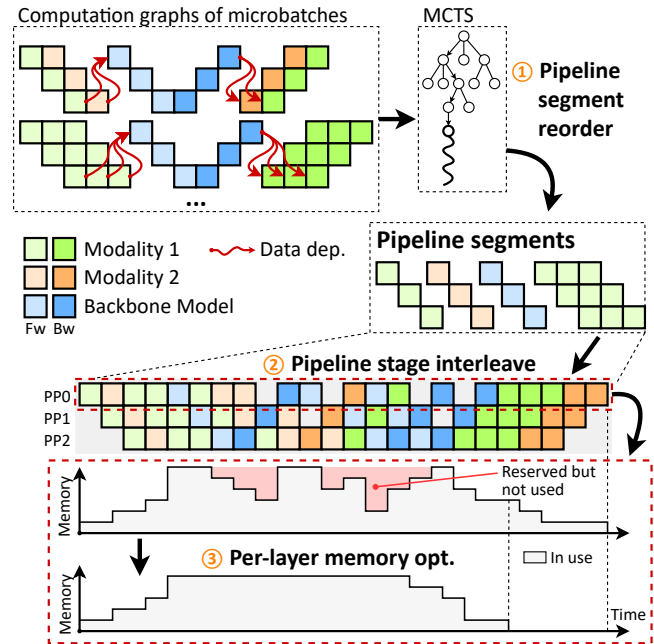 Computation graphs of microbatches
MCTS
① Pipeline
segment
reorder
...
Pipeline segments
Modality 1
Data dep.
Modality 2
Backbone Model
Fw Bw
② Pipeline stage interleave
PP0
PP1
PP2
Memory
Reserved but
not used
③ Per-layer memory opt.
In use
Memory
Time